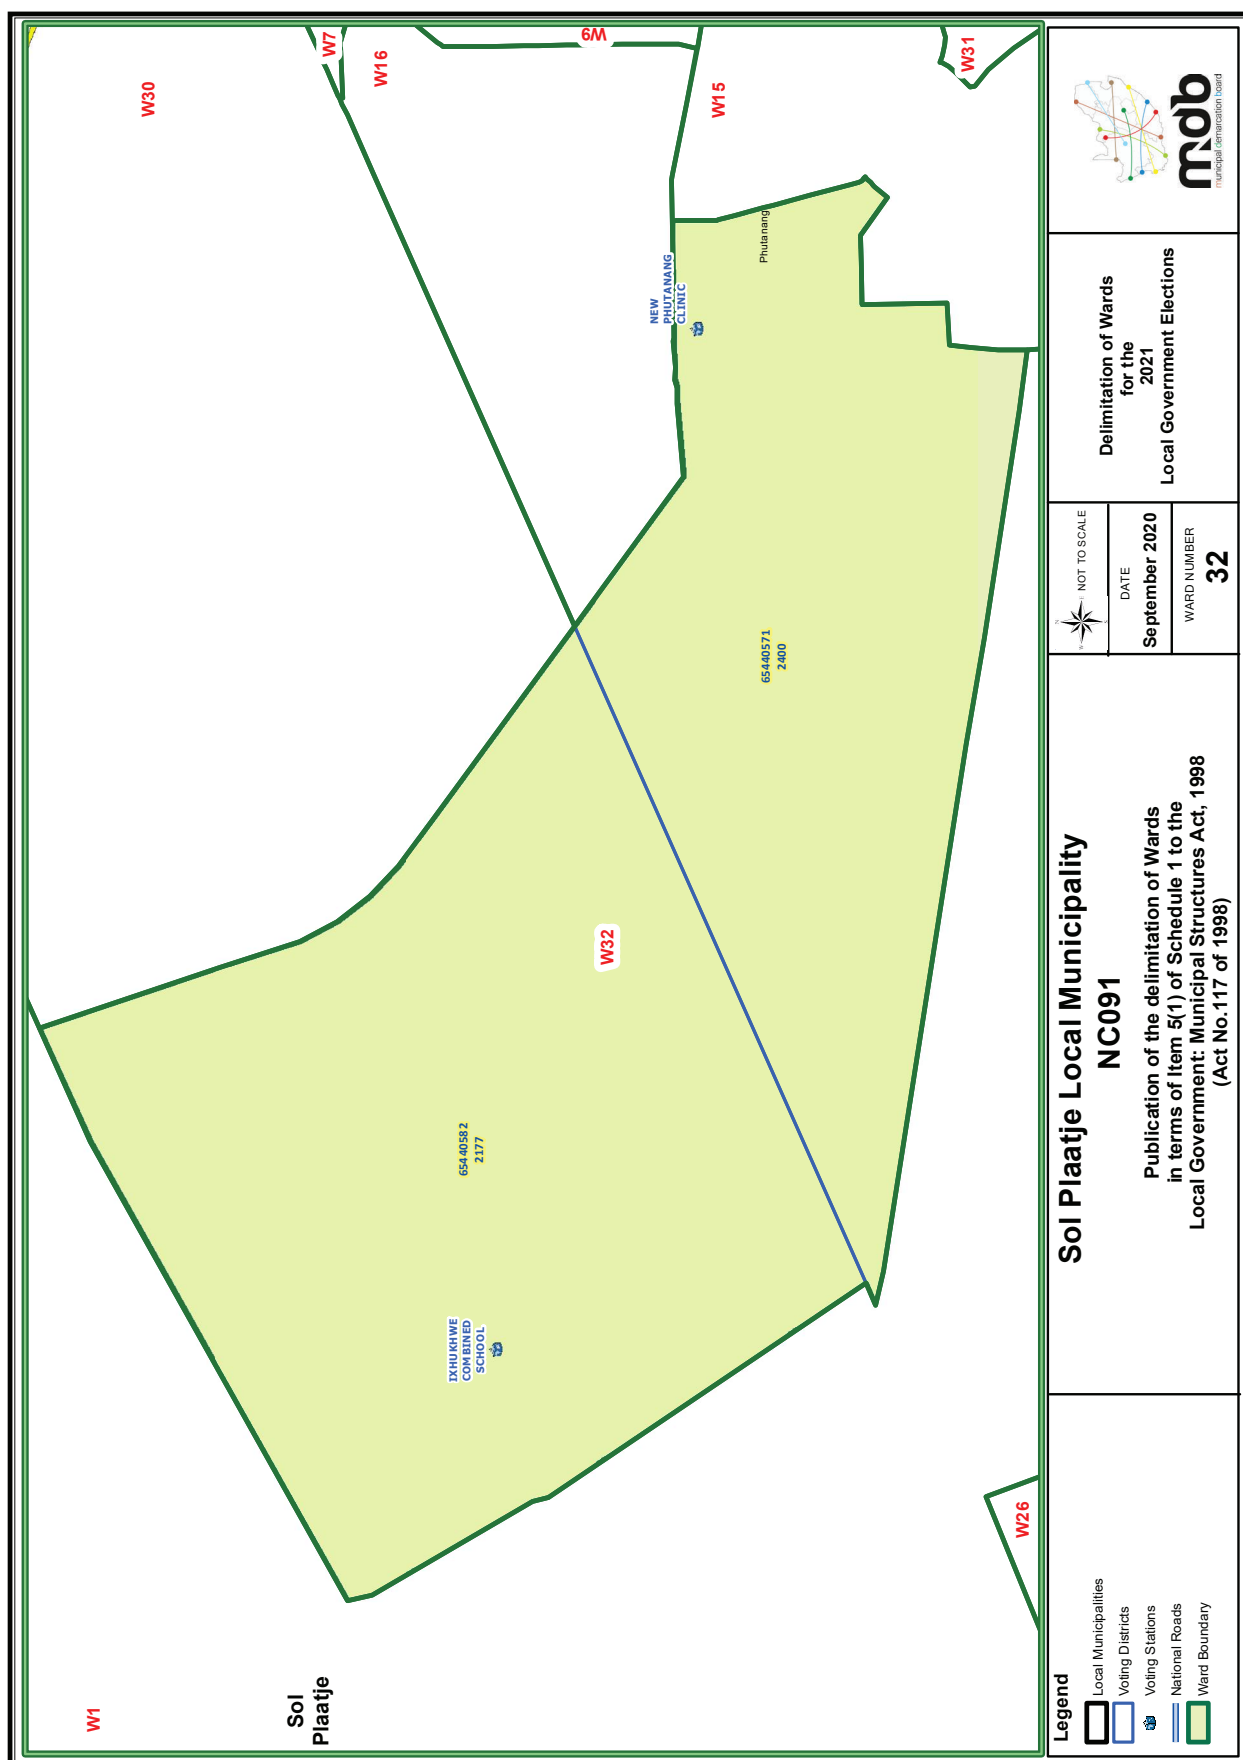 W1
W30
W7
W16
W9
W15
W31
W32
W26
Sol
Plaatje
IXHUKHWE
COMBINED
SCHOOL
65440582
2177
NEW
PHUTANANG
CLINIC
Phutanang
65440571
2400
Legend
Local Municipalities
Voting Districts
Voting Stations
National Roads
Ward Boundary
Sol Plaatje Local Municipality
NC091
Publication of the delimitation of Wards
in terms of Item 5(1) of Schedule 1 to the
Local Government: Municipal Structures Act, 1998
(Act No.117 of 1998)
NOT TO SCALE
DATE
September 2020
WARD NUMBER
32
Delimitation of Wards
for the
2021
Local Government Elections
mdb
municipal demarcation board